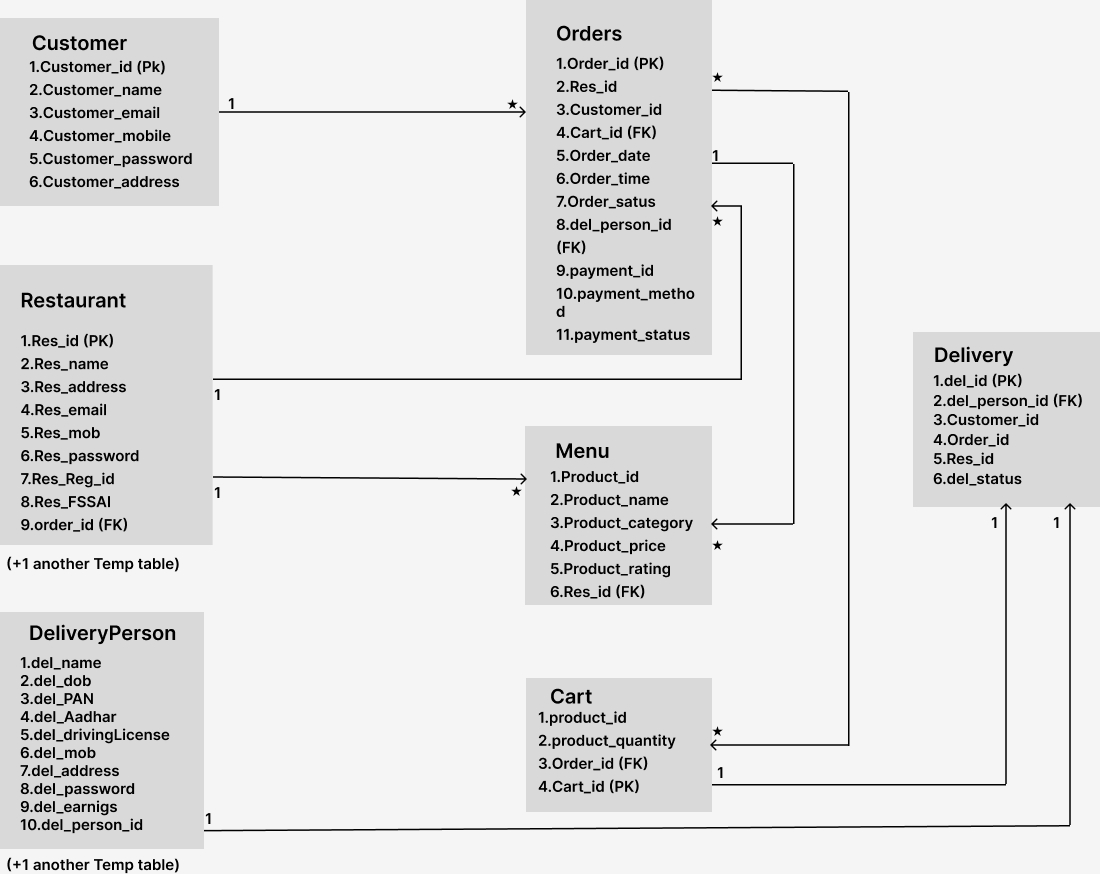 Customer
1.Customer_id (Pk)
2.Customer_name
3.Customer_email
4.Customer_mobile
5.Customer_password
6.Customer_address
1
★
Orders
1.Order_id (PK)
2.Res_id
3.Customer_id
4.Cart_id (FK)
5.Order_date
6.Order_time
7.Order_satus
8.del_person_id
(FK)
9.payment_id
10.payment_metho
d
11.payment_status
★
1
★
Restaurant
1.Res_id (PK)
2.Res_name
3.Res_address
4.Res_email
5.Res_mob
6.Res_password
7.Res_Reg_id
8.Res_FSSAI
9.order_id (FK)
(+1 another Temp table)
1
1
★
Menu
1.Product_id
2.Product_name
3.Product_category
4.Product_price
5.Product_rating
6.Res_id (FK)
★
Delivery
1.del_id (PK)
2.del_person_id (FK)
3.Customer_id
4.Order_id
5.Res_id
6.del_status
1
1
DeliveryPerson
1.del_name
2.del_dob
3.del_PAN
4.del_Aadhar
5.del_drivingLicense
6.del_mob
7.del_address
8.del_password
9.del_earnigs
10.del_person_id
(+1 another Temp table)
1
Cart
1.product_id
2.product_quantity
3.Order_id (FK)
4.Cart_id (PK)
★
1